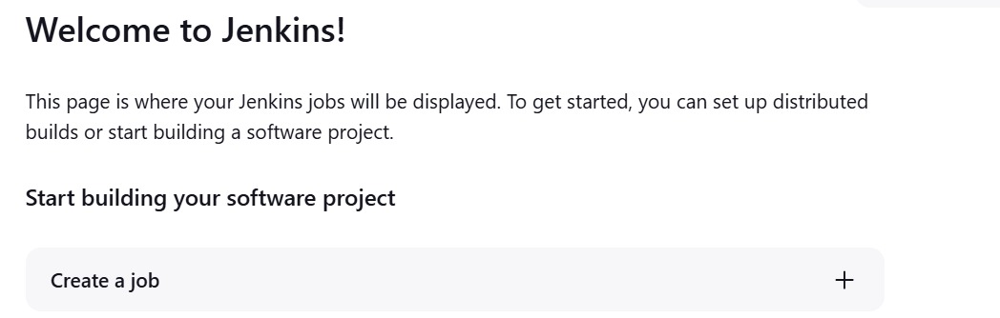 Welcome to Jenkins!
This page is where your Jenkins jobs will be displayed. To get started, you can set up distributed
builds or start building a software project.
Start building your software project
Create a job